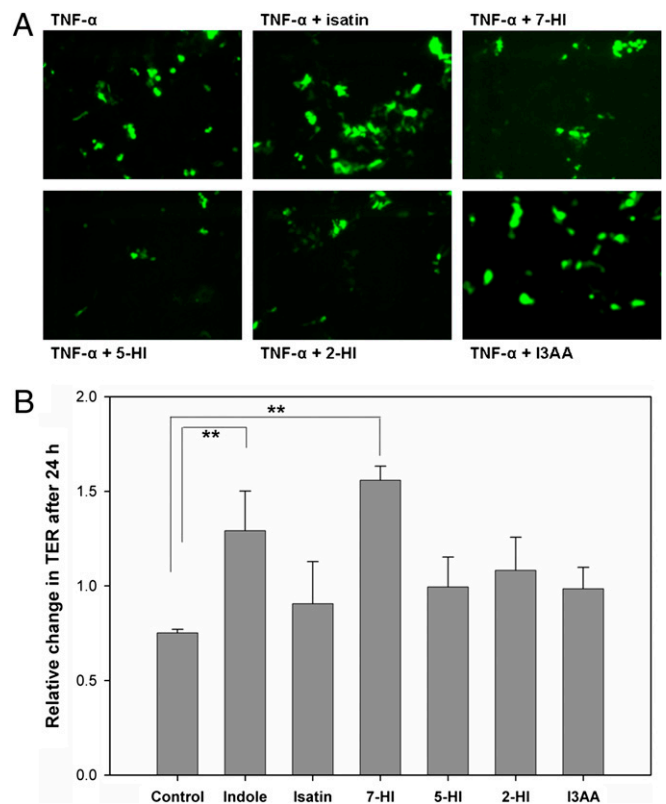 A
TNF-α
TNF-α + isatin
TNF-α + 7-HI
TNF-α + 5-HI
TNF-α + 2-HI
TNF-α + I3AA
B
Relative change in TER after 24 h
2.0
1.5
1.0
0.5
0.0
**
**
Control
Indole
Isatin
7-HI
5-HI
2-HI
I3AA